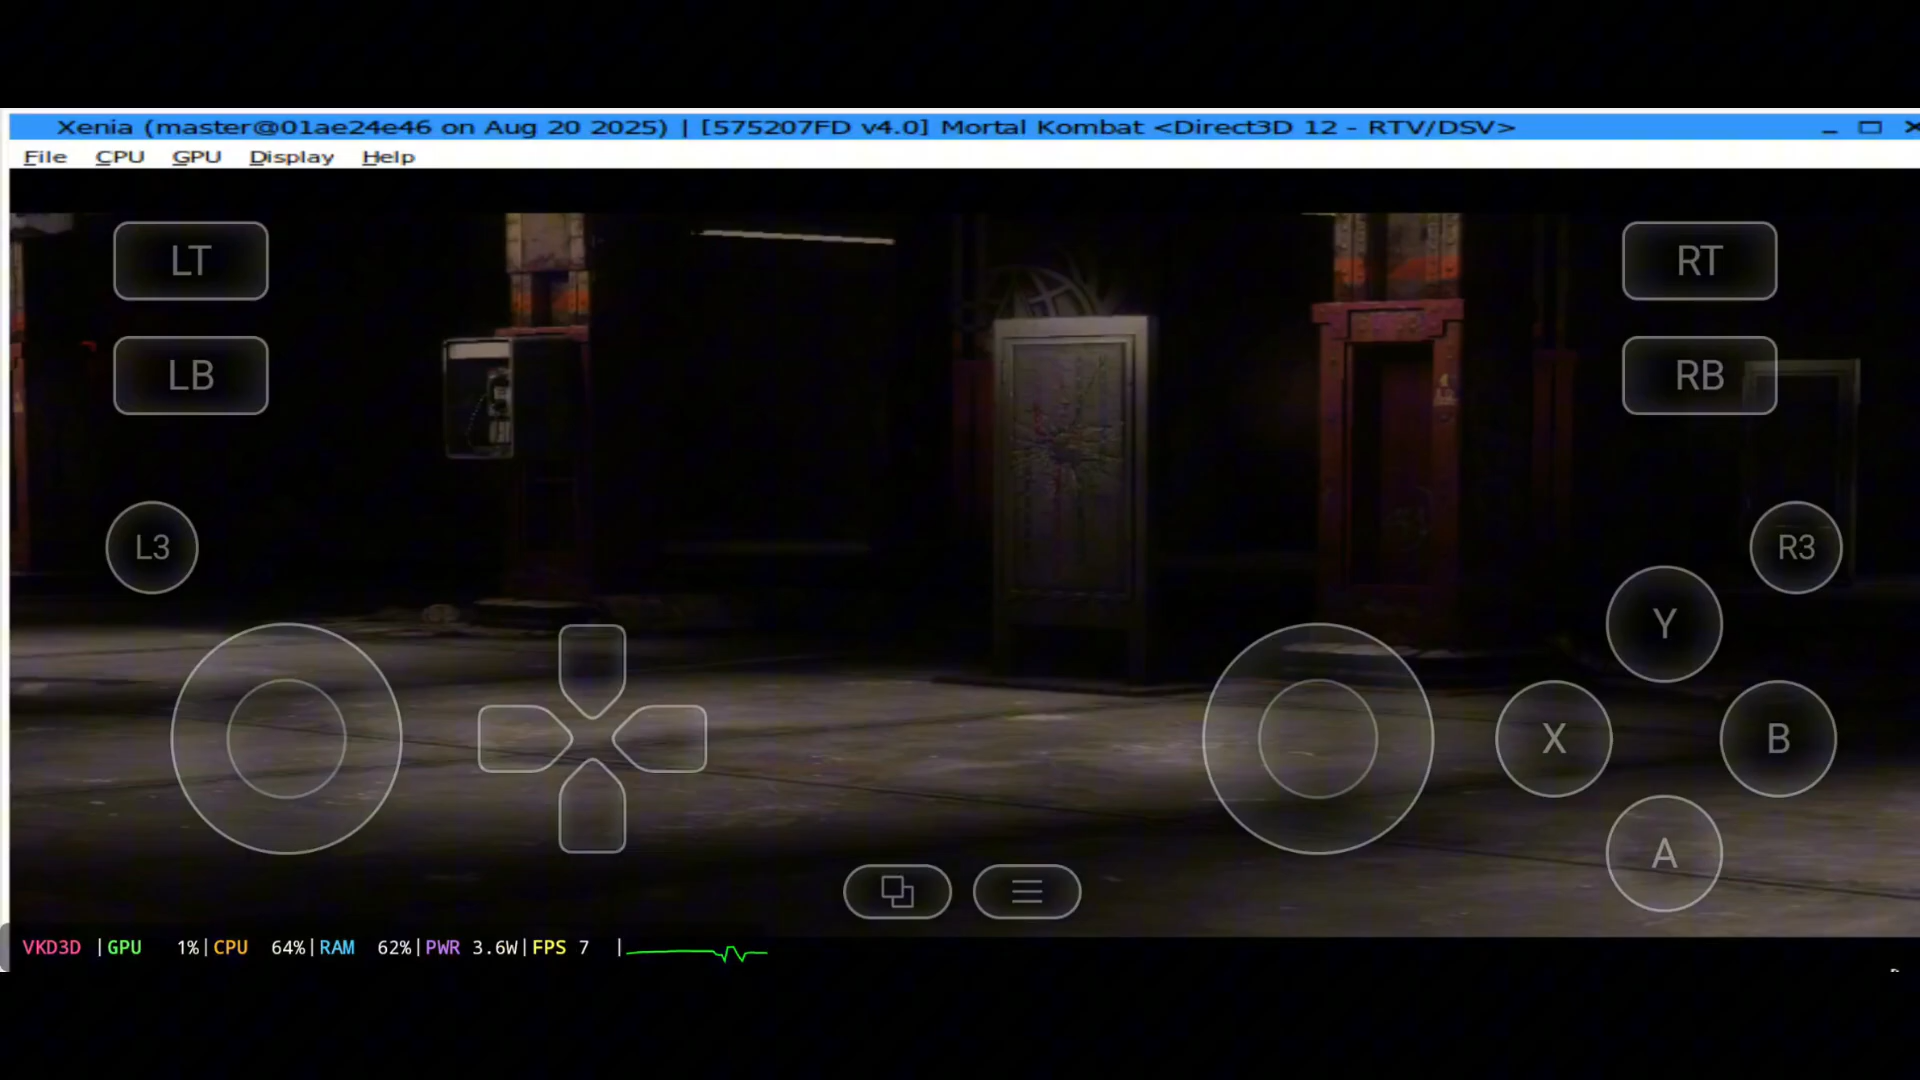 Xenia (master@01ae24e46 on Aug 20 2025) | [575207FD v4.0] Mortal Kombat <Direct3D 12 - RTV/DSV>
File CPU GPU Display Help
LT RT
LB RB
L3 R3
Y
X B
A
VKD3D |GPU 1%|CPU 64%|RAM 62%|PWR 3.6W|FPS 7 |